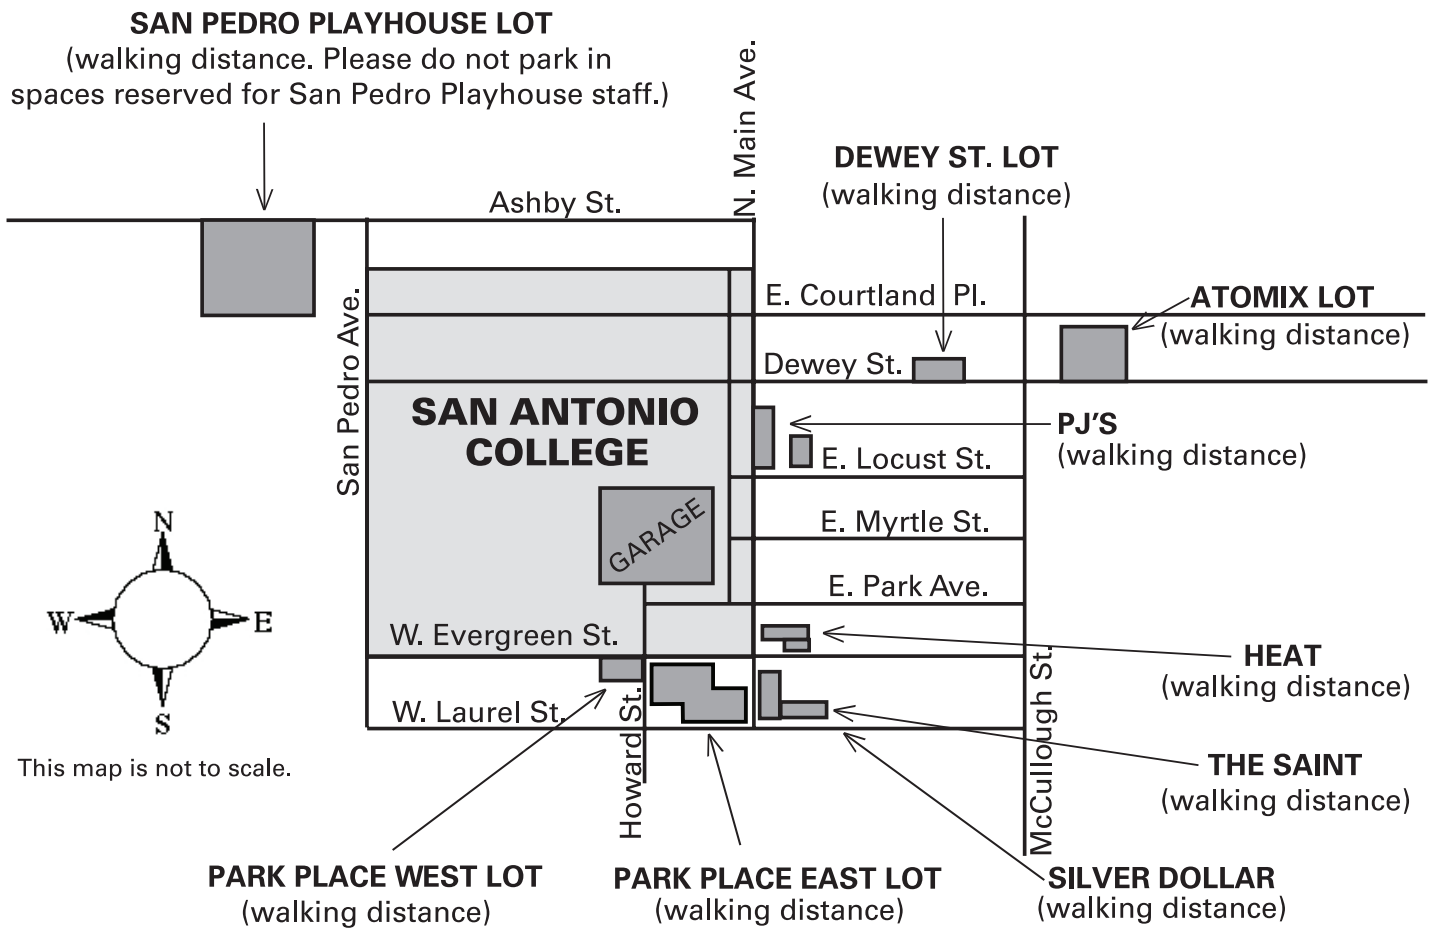 SAN PEDRO PLAYHOUSE LOT
(walking distance. Please do not park in
spaces reserved for San Pedro Playhouse staff.)
N. Main Ave.
DEWEY ST. LOT
(walking distance)
Ashby St.
E. Courtland Pl.
ATOMIX LOT
(walking distance)
San Pedro Ave.
Dewey St.
SAN ANTONIO
COLLEGE
PJ'S
(walking distance)
E. Locust St.
GARAGE
E. Myrtle St.
E. Park Ave.
N
W
E
S
This map is not to scale.
W. Evergreen St.
HEAT
(walking distance)
W. Laurel St.
Howard St.
McCullough St.
THE SAINT
(walking distance)
PARK PLACE WEST LOT
(walking distance)
PARK PLACE EAST LOT
(walking distance)
SILVER DOLLAR
(walking distance)